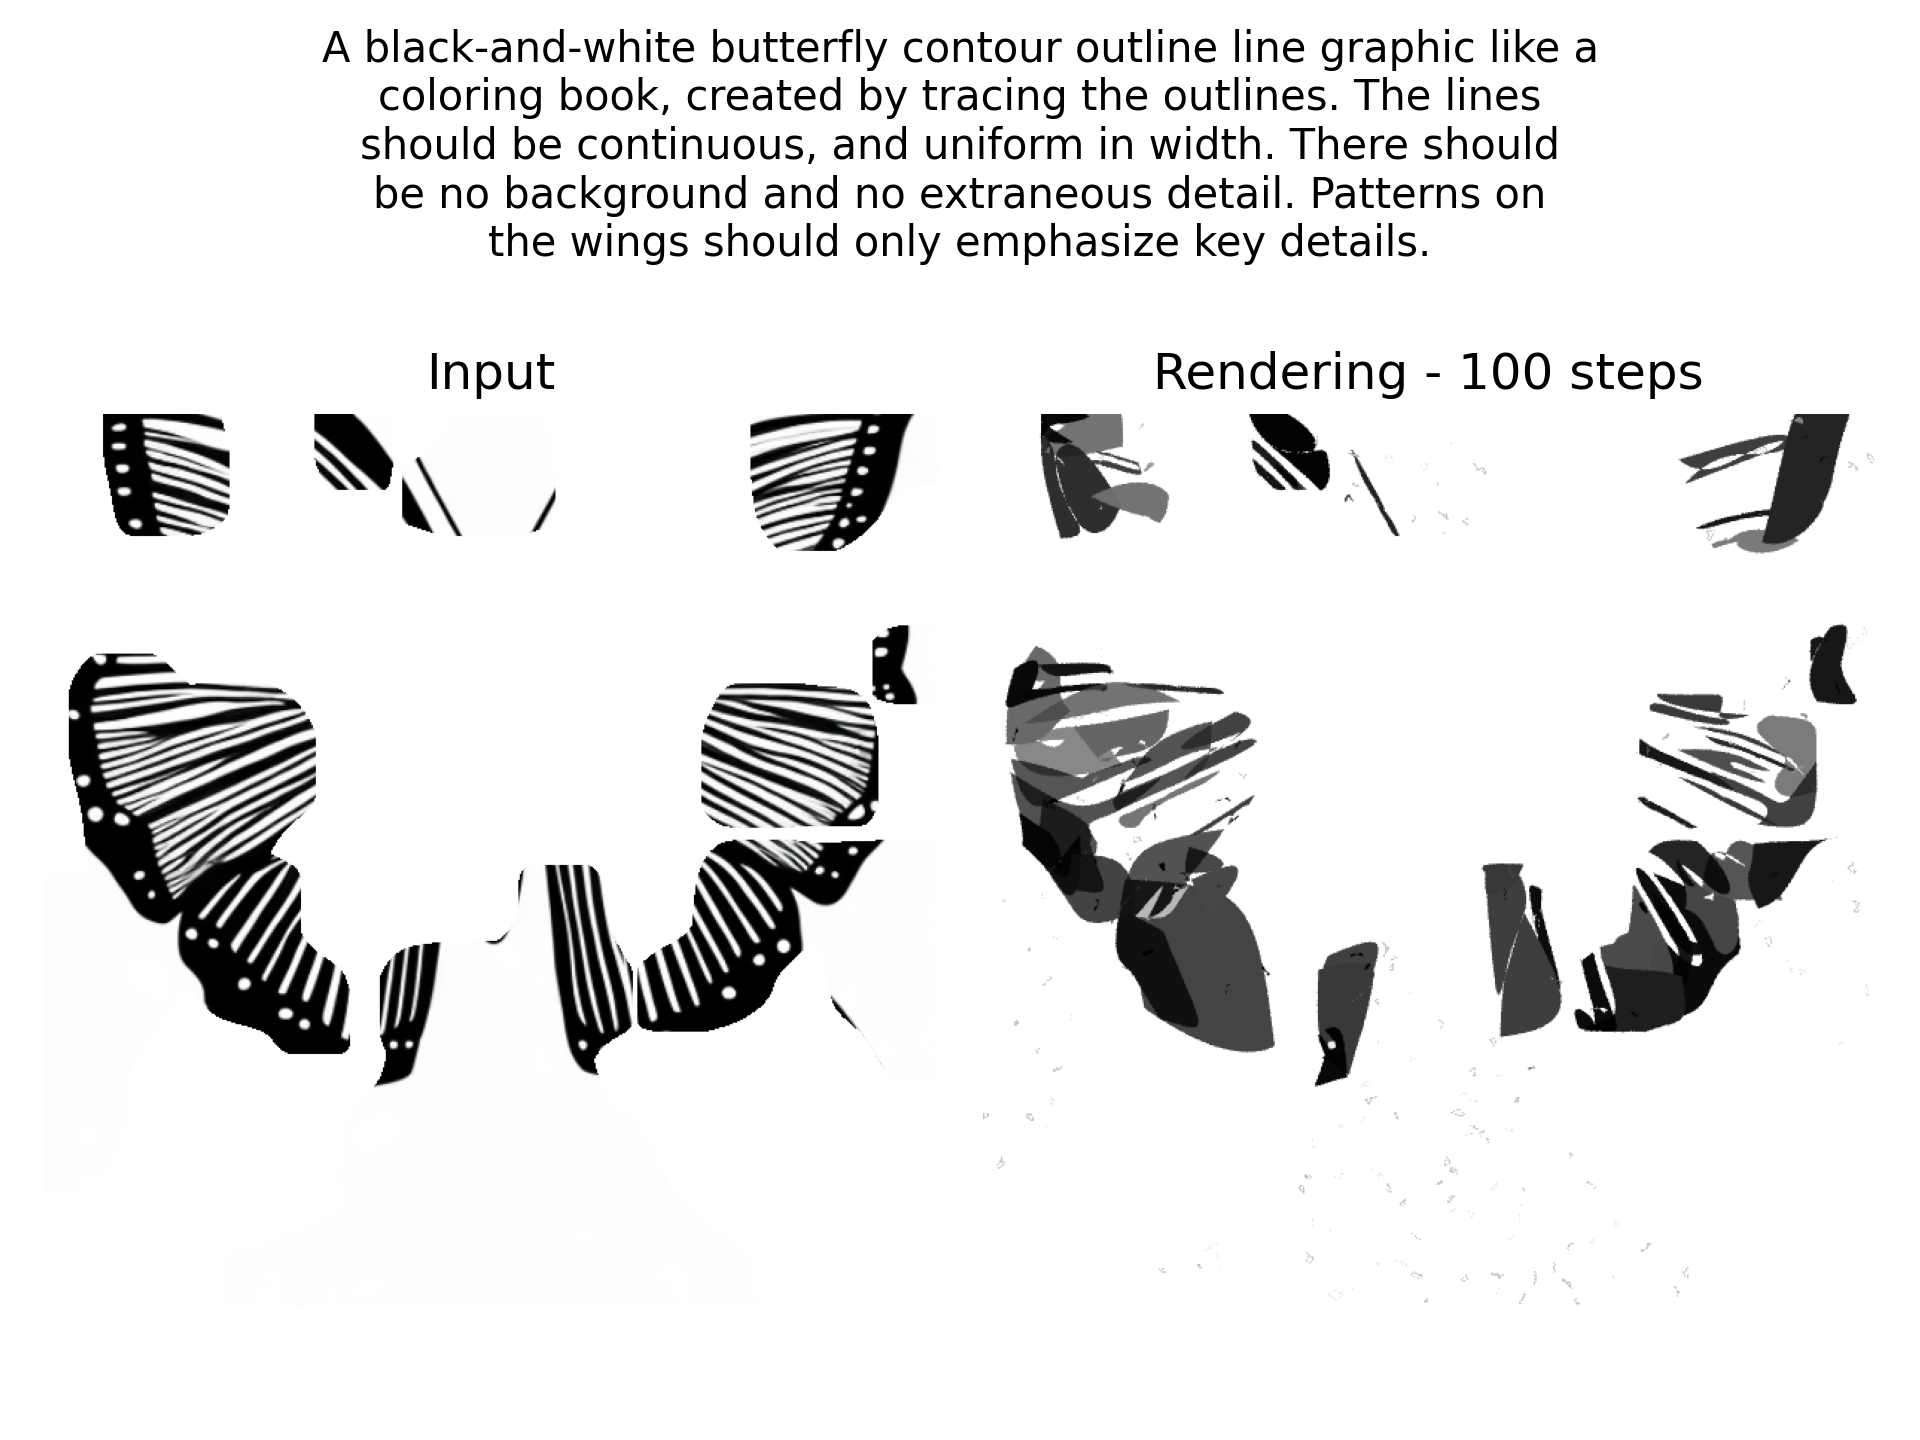 A black-and-white butterfly contour outline line graphic like a
coloring book, created by tracing the outlines. The lines
should be continuous, and uniform in width. There should
be no background and no extraneous detail. Patterns on
the wings should only emphasize key details.
Input
Rendering - 100 steps